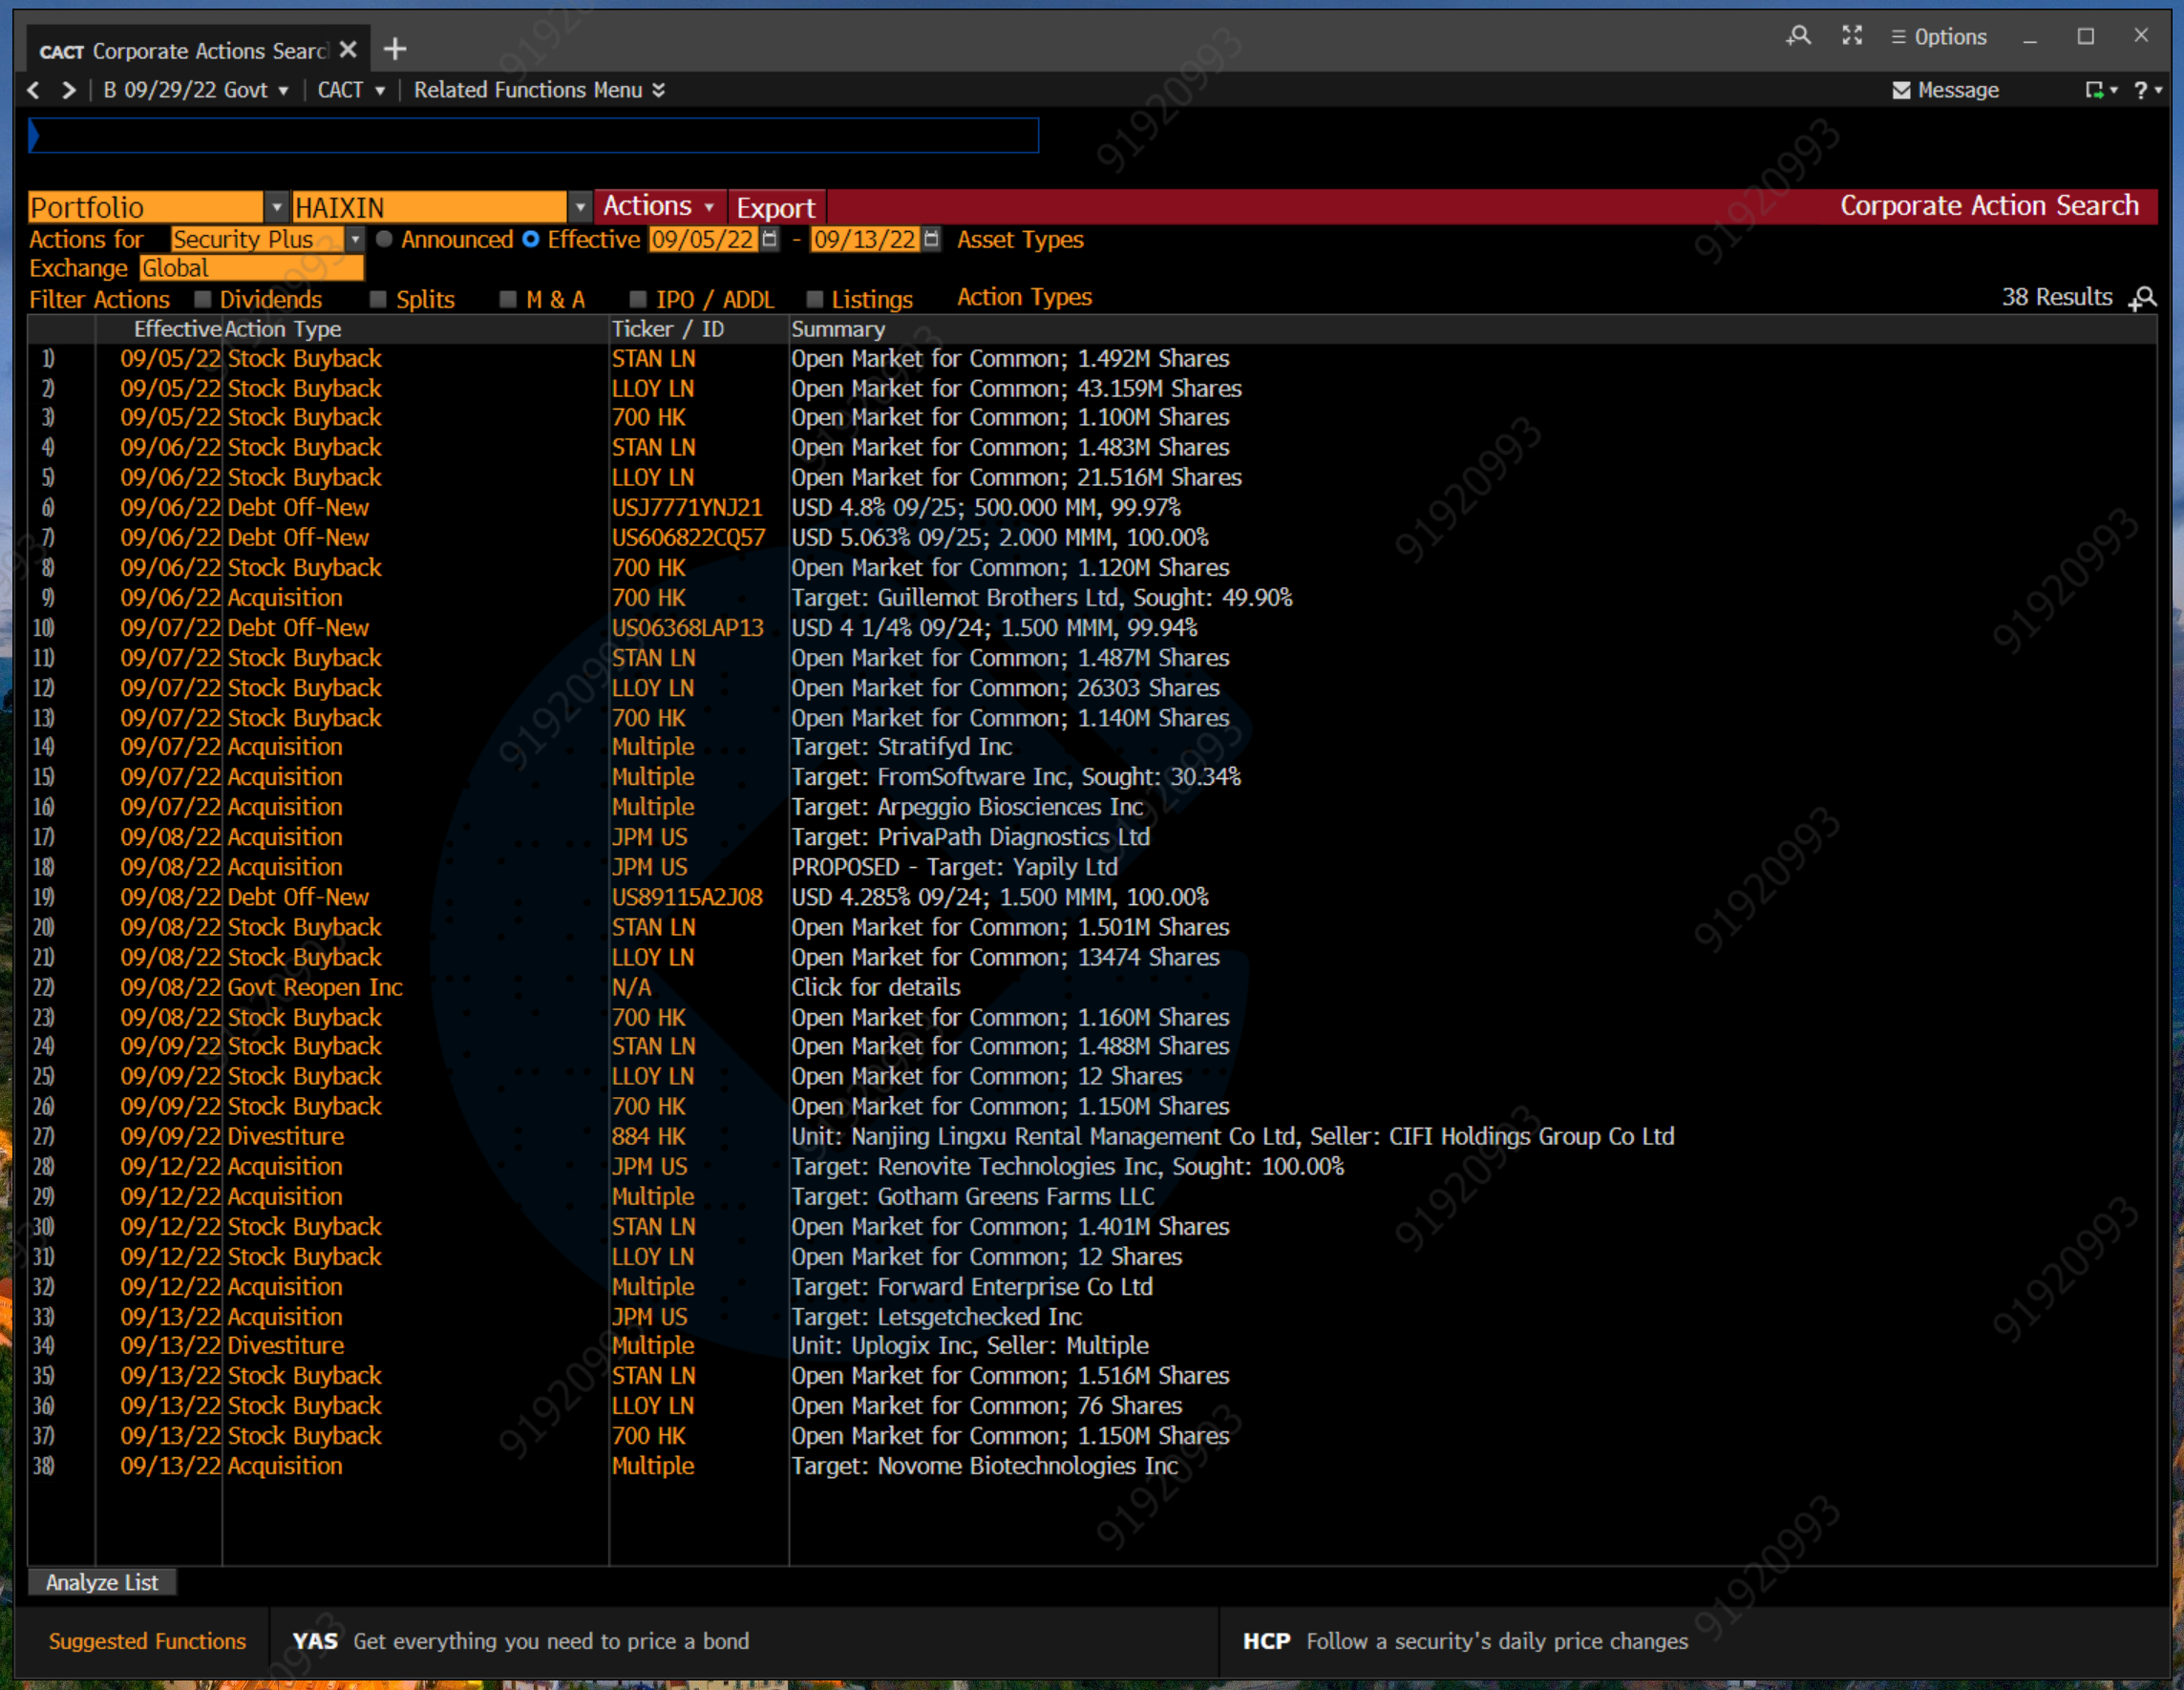 CACT Corporate Actions Searc
Options
B 09/29/22 Govt CACT Related Functions Menu
Message ?
Portfolio HAIXIN Actions Export Corporate Action Search
Actions for Security Plus Announced Effective 09/05/22 - 09/13/22 Asset Types
Exchange Global
Filter Actions Dividends Splits M & A IPO / ADDL Listings Action Types 38 Results
Effective Action Type Ticker / ID Summary
1) 09/05/22 Stock Buyback STAN LN Open Market for Common; 1.492M Shares
2) 09/05/22 Stock Buyback LLOY LN Open Market for Common; 43.159M Shares
3) 09/05/22 Stock Buyback 700 HK Open Market for Common; 1.100M Shares
4) 09/06/22 Stock Buyback STAN LN Open Market for Common; 1.483M Shares
5) 09/06/22 Stock Buyback LLOY LN Open Market for Common; 21.516M Shares
6) 09/06/22 Debt Off-New USJ7771YNJ21 USD 4.8% 09/25; 500.000 MM, 99.97%
7) 09/06/22 Debt Off-New US606822CQ57 USD 5.063% 09/25; 2.000 MMM, 100.00%
8) 09/06/22 Stock Buyback 700 HK Open Market for Common; 1.120M Shares
9) 09/06/22 Acquisition 700 HK Target: Guillemot Brothers Ltd, Sought: 49.90%
10) 09/07/22 Debt Off-New US06368LAP13 USD 4 1/4% 09/24; 1.500 MMM, 99.94%
11) 09/07/22 Stock Buyback STAN LN Open Market for Common; 1.487M Shares
12) 09/07/22 Stock Buyback LLOY LN Open Market for Common; 26303 Shares
13) 09/07/22 Stock Buyback 700 HK Open Market for Common; 1.140M Shares
14) 09/07/22 Acquisition Multiple Target: Stratifyd Inc
15) 09/07/22 Acquisition Multiple Target: FromSoftware Inc, Sought: 30.34%
16) 09/07/22 Acquisition Multiple Target: Arpeggio Biosciences Inc
17) 09/08/22 Acquisition JPM US Target: PrivaPath Diagnostics Ltd
18) 09/08/22 Acquisition JPM US PROPOSED - Target: Yapily Ltd
19) 09/08/22 Debt Off-New US89115A2J08 USD 4.285% 09/24; 1.500 MMM, 100.00%
20) 09/08/22 Stock Buyback STAN LN Open Market for Common; 1.501M Shares
21) 09/08/22 Stock Buyback LLOY LN Open Market for Common; 13474 Shares
22) 09/08/22 Govt Reopen Inc N/A Click for details
23) 09/08/22 Stock Buyback 700 HK Open Market for Common; 1.160M Shares
24) 09/09/22 Stock Buyback STAN LN Open Market for Common; 1.488M Shares
25) 09/09/22 Stock Buyback LLOY LN Open Market for Common; 12 Shares
26) 09/09/22 Stock Buyback 700 HK Open Market for Common; 1.150M Shares
27) 09/09/22 Divestiture 884 HK Unit: Nanjing Lingxu Rental Management Co Ltd, Seller: CIFI Holdings Group Co Ltd
28) 09/12/22 Acquisition JPM US Target: Renovite Technologies Inc, Sought: 100.00%
29) 09/12/22 Acquisition Multiple Target: Gotham Greens Farms LLC
30) 09/12/22 Stock Buyback STAN LN Open Market for Common; 1.401M Shares
31) 09/12/22 Stock Buyback LLOY LN Open Market for Common; 12 Shares
32) 09/12/22 Acquisition Multiple Target: Forward Enterprise Co Ltd
33) 09/13/22 Acquisition JPM US Target: Letsgetchecked Inc
34) 09/13/22 Divestiture Multiple Unit: Uplogix Inc, Seller: Multiple
35) 09/13/22 Stock Buyback STAN LN Open Market for Common; 1.516M Shares
36) 09/13/22 Stock Buyback LLOY LN Open Market for Common; 76 Shares
37) 09/13/22 Stock Buyback 700 HK Open Market for Common; 1.150M Shares
38) 09/13/22 Acquisition Multiple Target: Novome Biotechnologies Inc
Analyze List
Suggested Functions YAS Get everything you need to price a bond HCP Follow a security's daily price changes
91920993